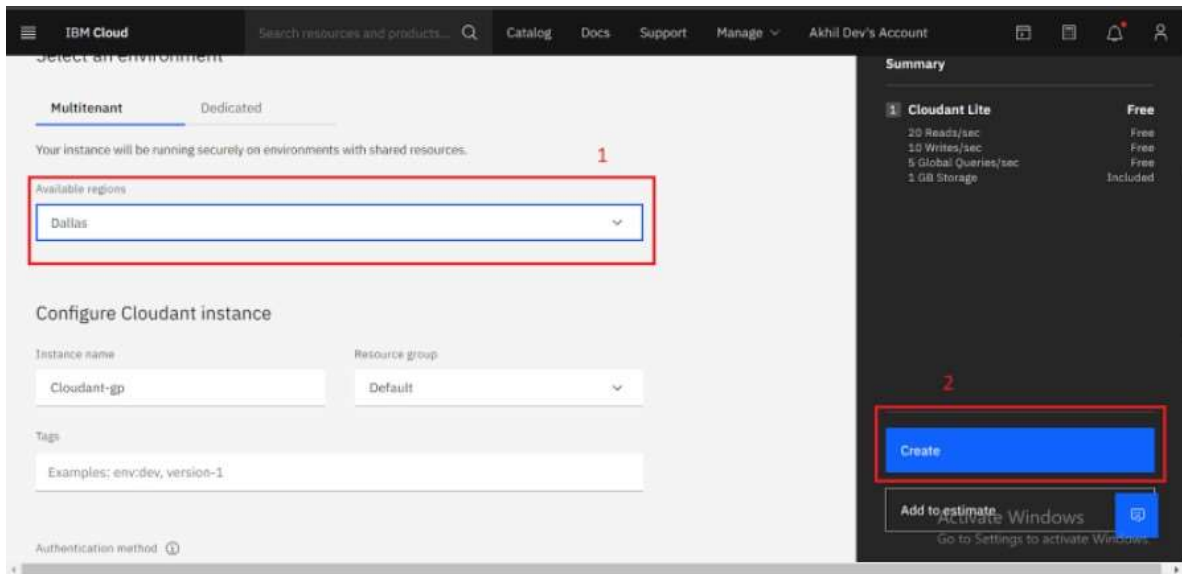 IBM Cloud Search resources and products... Catalog Docs Support Manage Akhil Dev's Account
Select an environment
Multitenant Dedicated
Your instance will be running securely on environments with shared resources.
1
Available regions
Dallas
Configure Cloudant instance
Instance name Resource group
Cloudant-gp Default
Tags
Examples: env:dev, version-1
Authentication method
Summary
1 Cloudant Lite Free
20 Reads/sec Free
10 Writes/sec Free
5 Global Queries/sec Free
1 GB Storage Included
2
Create
Add to estimate
Activate Windows
Go to Settings to activate Windows.